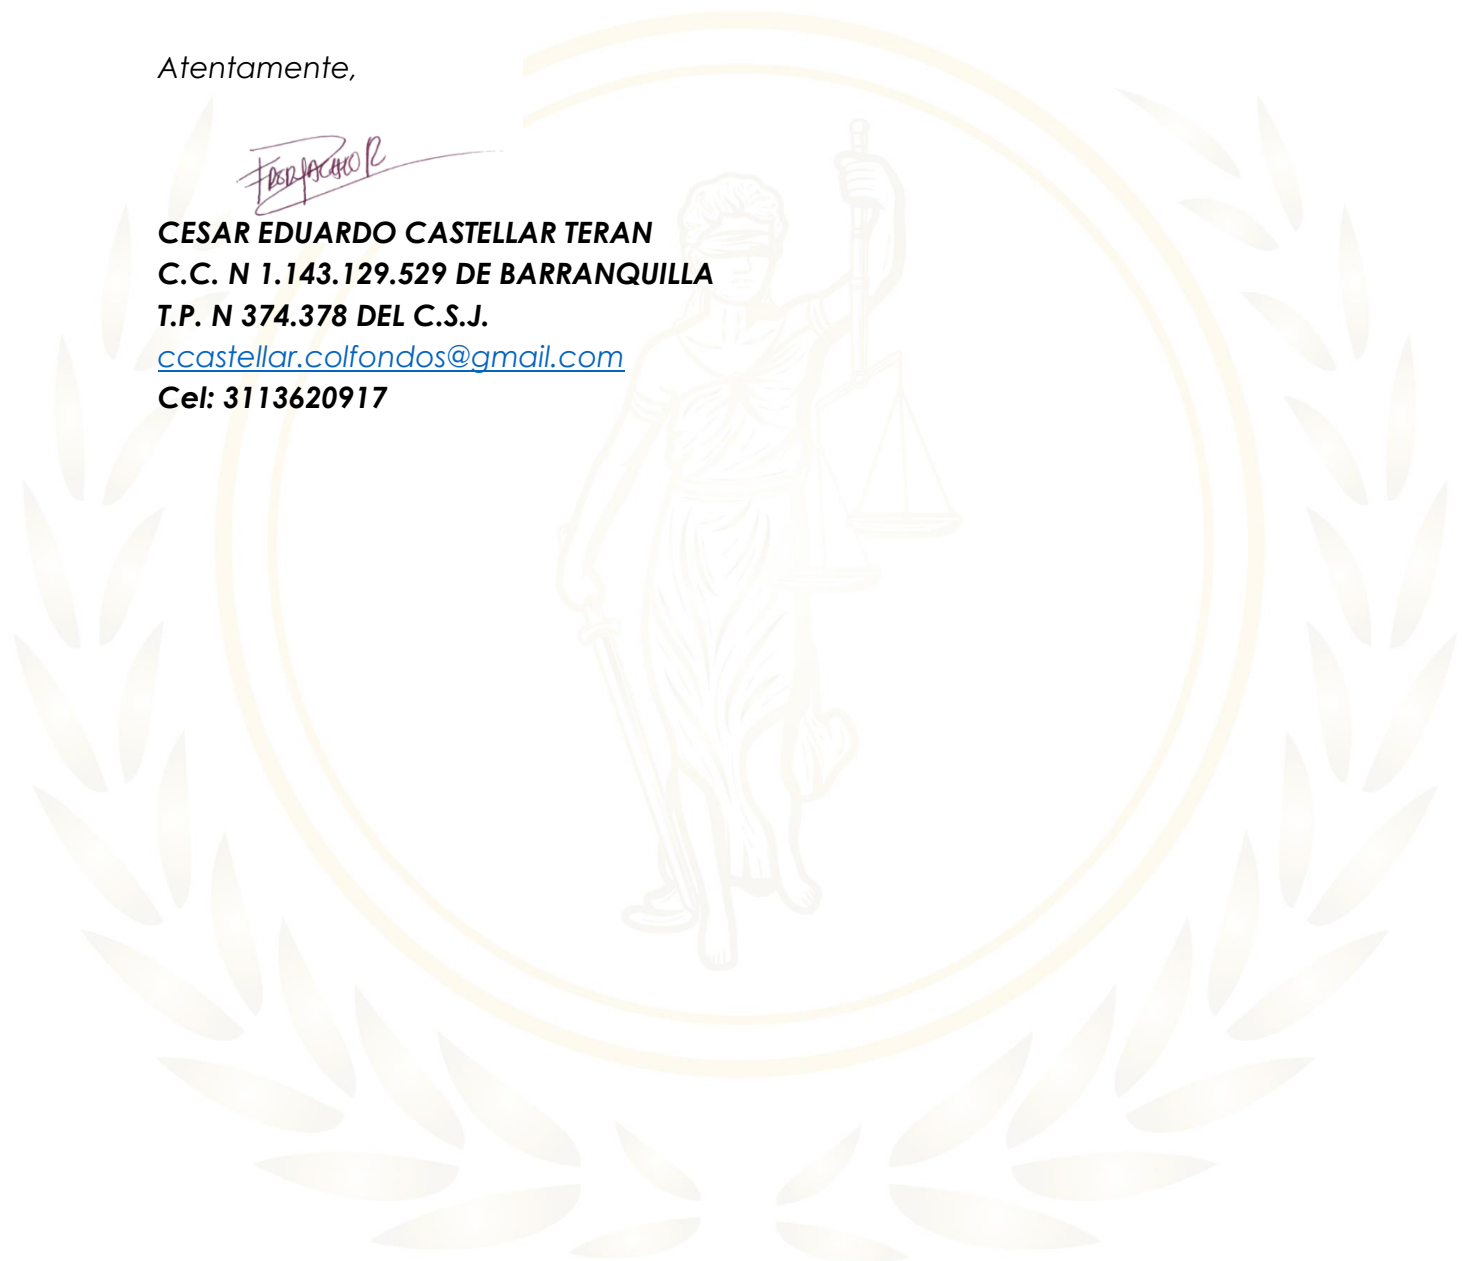 Atentamente,
CESAR EDUARDO CASTELLAR TERAN
C.C. N 1.143.129.529 DE BARRANQUILLA
T.P. N 374.378 DEL C.S.J.
ccastellar.colfondos@gmail.com
Cel: 3113620917